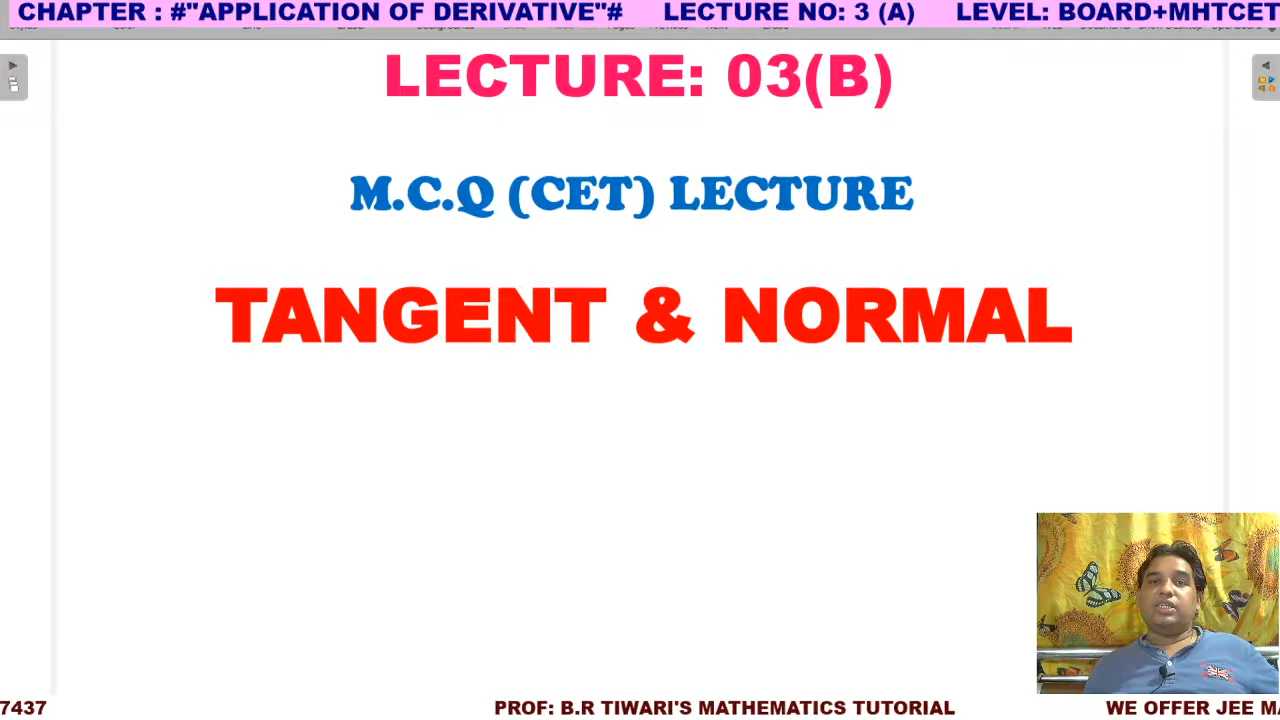 CHAPTER : #"APPLICATION OF DERIVATIVE"# LECTURE NO: 3 (A) LEVEL: BOARD+MHTCET
LECTURE: 03(B)
M.C.Q (CET) LECTURE
TANGENT & NORMAL
7437 PROF: B.R TIWARI'S MATHEMATICS TUTORIAL WE OFFER JEE MA